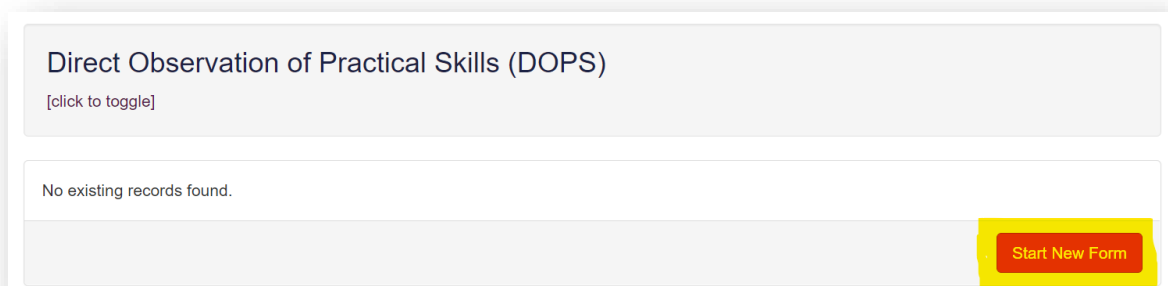 Direct Observation of Practical Skills (DOPS)
[click to toggle]
No existing records found.
Start New Form